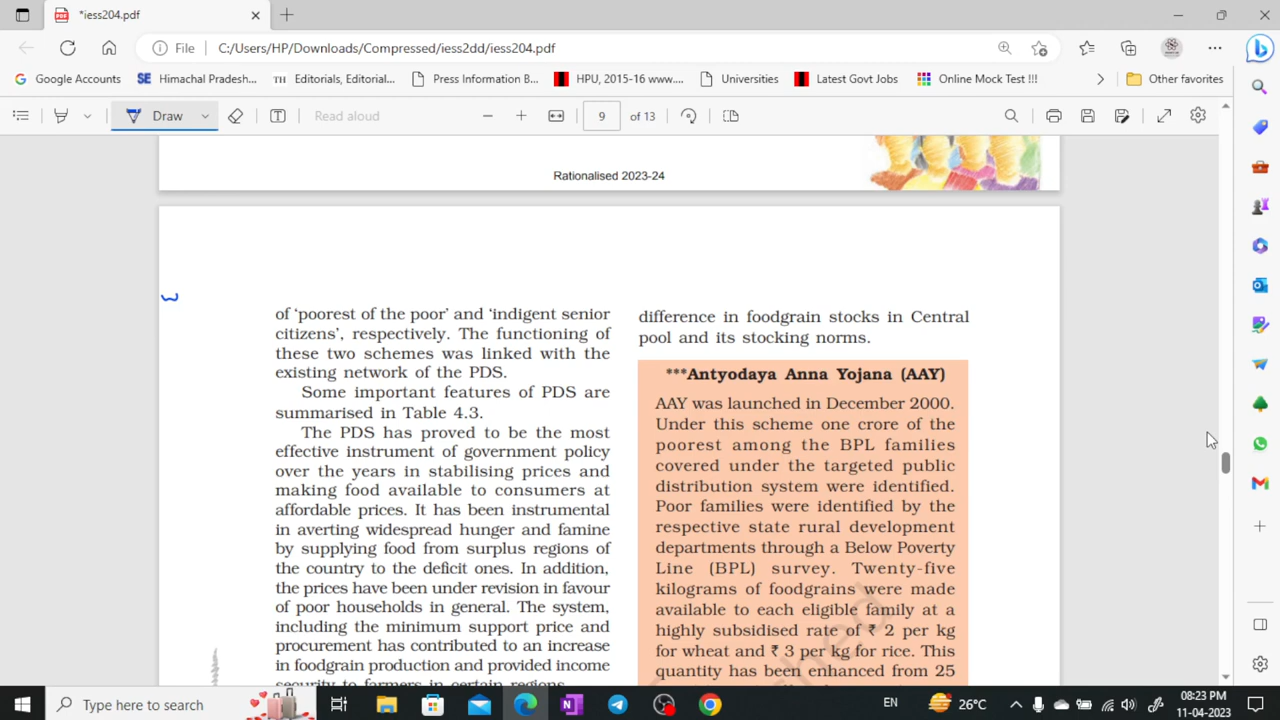 *iess204.pdf
File
C:/Users/HP/Downloads/Compressed/iess2dd/iess204.pdf
Google Accounts
SE Himachal Pradesh...
TH Editorials, Editorial...
Press Information B...
HPU, 2015-16 www....
Universities
Latest Govt Jobs
Online Mock Test !!!
Other favorites
Draw
Read aloud
9 of 13
Rationalised 2023-24
of 'poorest of the poor' and 'indigent senior
citizens', respectively. The functioning of
these two schemes was linked with the
existing network of the PDS.
Some important features of PDS are
summarised in Table 4.3.
The PDS has proved to be the most
effective instrument of government policy
over the years in stabilising prices and
making food available to consumers at
affordable prices. It has been instrumental
in averting widespread hunger and famine
by supplying food from surplus regions of
the country to the deficit ones. In addition,
the prices have been under revision in favour
of poor households in general. The system,
including the minimum support price and
procurement has contributed to an increase
in foodgrain production and provided income
security to farmers in certain regions.
difference in foodgrain stocks in Central
pool and its stocking norms.
***Antyodaya Anna Yojana (AAY)
AAY was launched in December 2000.
Under this scheme one crore of the
poorest among the BPL families
covered under the targeted public
distribution system were identified.
Poor families were identified by the
respective state rural development
departments through a Below Poverty
Line (BPL) survey. Twenty-five
kilograms of foodgrains were made
available to each eligible family at a
highly subsidised rate of ₹ 2 per kg
for wheat and ₹ 3 per kg for rice. This
quantity has been enhanced from 25
Type here to search
26°C
EN
08:23 PM
11-04-2023